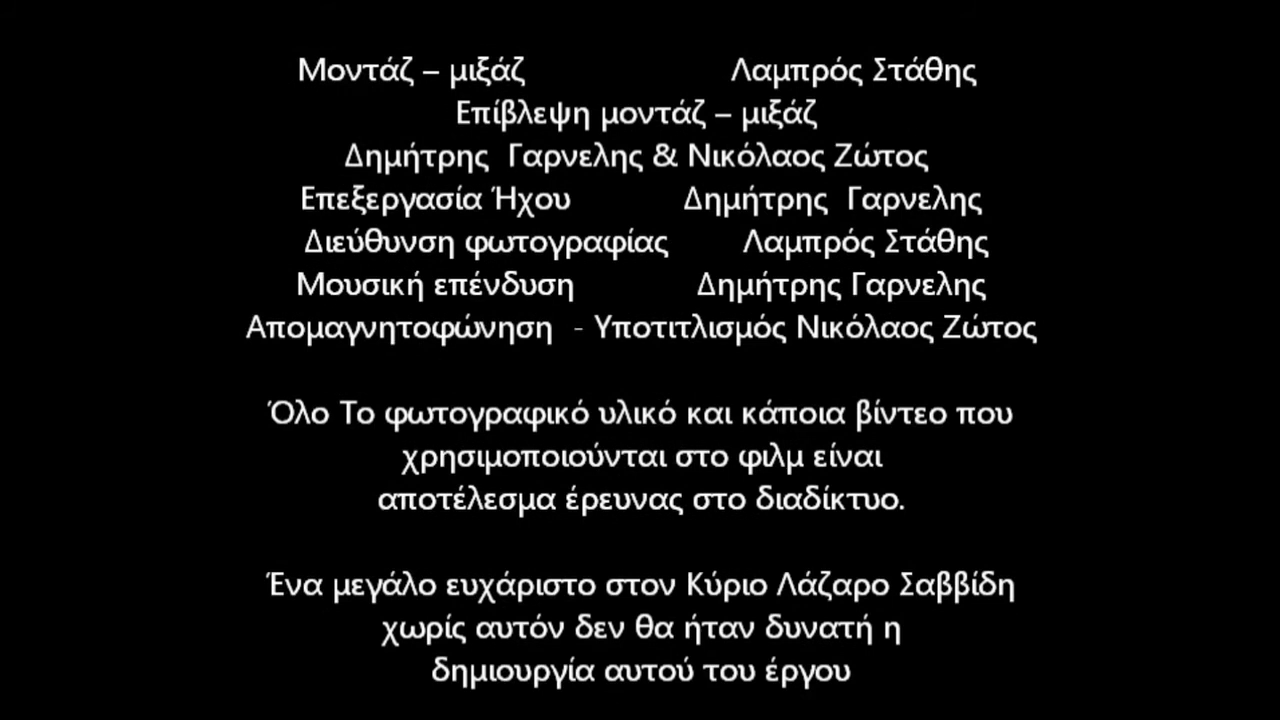 Μοντάζ – μιξάζ Λαμπρός Στάθης
Επίβλεψη μοντάζ – μιξάζ
Δημήτρης Γαρνελης & Νικόλαος Ζώτος
Επεξεργασία Ήχου Δημήτρης Γαρνελης
Διεύθυνση φωτογραφίας Λαμπρός Στάθης
Μουσική επένδυση Δημήτρης Γαρνελης
Απομαγνητοφώνηση - Υποτιτλισμός Νικόλαος Ζώτος
Όλο Το φωτογραφικό υλικό και κάποια βίντεο που
χρησιμοποιούνται στο φιλμ είναι
αποτέλεσμα έρευνας στο διαδίκτυο.
Ένα μεγάλο ευχάριστο στον Κύριο Λάζαρο Σαββίδη
χωρίς αυτόν δεν θα ήταν δυνατή η
δημιουργία αυτού του έργου